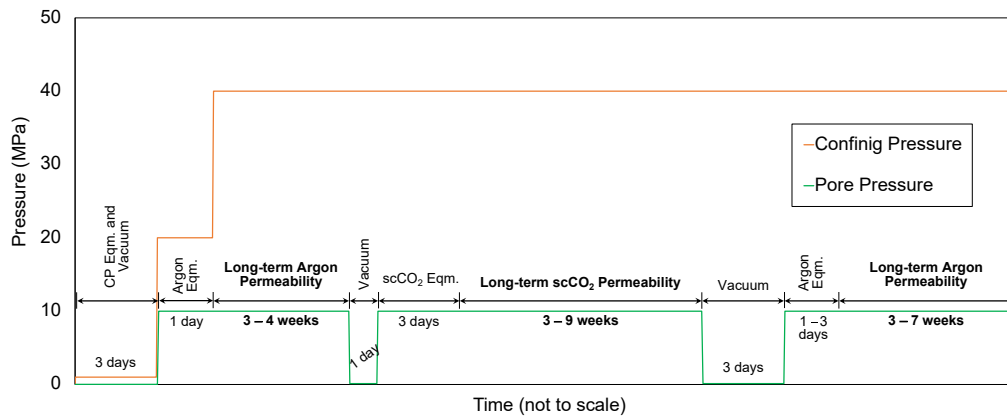 50
40
30
20
10
0
Pressure (MPa)
Confinig Pressure
Pore Pressure
CP Eqm. and
Vacuum
Argon
Eqm.
Long-term Argon
Permeability
Vacuum
scCO₂ Eqm.
Long-term scCO₂ Permeability
Vacuum
Argon
Eqm.
Long-term Argon
Permeability
3 days
1 day
3 – 4 weeks
1 day
3 days
3 – 9 weeks
3 days
1 – 3
days
3 – 7 weeks
Time (not to scale)